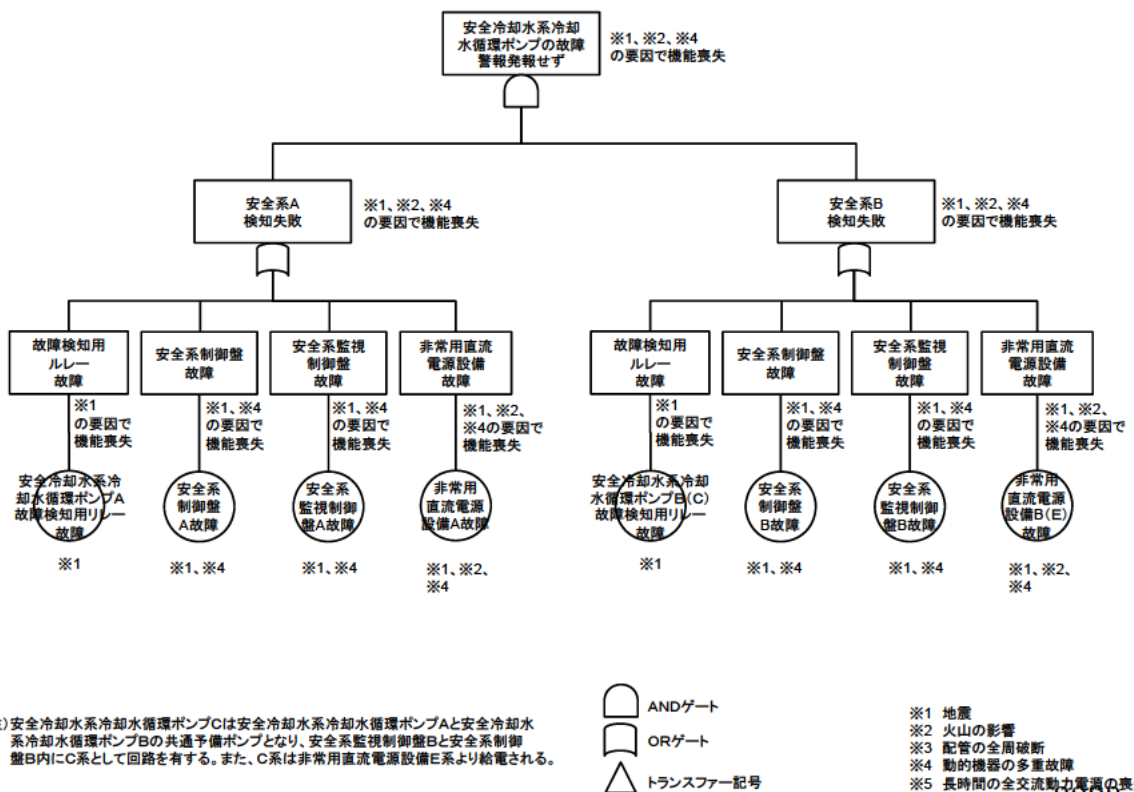 安全冷却水系冷却
水循環ポンプの故障
警報発報せず
※1、※2、※4
の要因で機能喪失
安全系A
検知失敗
※1、※2、※4
の要因で機能喪失
安全系B
検知失敗
※1、※2、※4
の要因で機能喪失
故障検知用
ルレー
故障
安全系制御盤
故障
安全系監視
制御盤
故障
非常用直流
電源設備
故障
故障検知用
ルレー
故障
安全系制御盤
故障
安全系監視
制御盤
故障
非常用直流
電源設備
故障
※1
の要因で
機能喪失
※1、※4
の要因で
機能喪失
※1、※4
の要因で
機能喪失
※1、※2、
※4の要因で
機能喪失
※1
の要因で
機能喪失
※1、※4
の要因で
機能喪失
※1、※4
の要因で
機能喪失
※1、※2、
※4の要因で
機能喪失
安全冷却水系冷
却水循環ポンプA
故障検知用リレー
故障
安全系
制御盤
A故障
安全系
監視制御
盤A故障
非常用
直流電源
設備A故障
安全冷却水系冷却
水循環ポンプB(C)
故障検知用リレー
故障
安全系
制御盤
B故障
安全系
監視制御
盤B故障
非常用
直流電源
設備B(E)
故障
※1
※1、※4
※1、※4
※1、※2、
※4
※1
※1、※4
※1、※4
※1、※2、
※4
)安全冷却水系冷却水循環ポンプCは安全冷却水系冷却水循環ポンプAと安全冷却水
系冷却水循環ポンプBの共通予備ポンプとなり、安全系監視制御盤Bと安全系制御
盤B内にC系として回路を有する。また、C系は非常用直流電源設備E系より給電される。
ANDゲート
ORゲート
トランスファー記号
※1 地震
※2 火山の影響
※3 配管の全周破断
※4 動的機器の多重故障
※5 長時間の全交流動力電源の喪